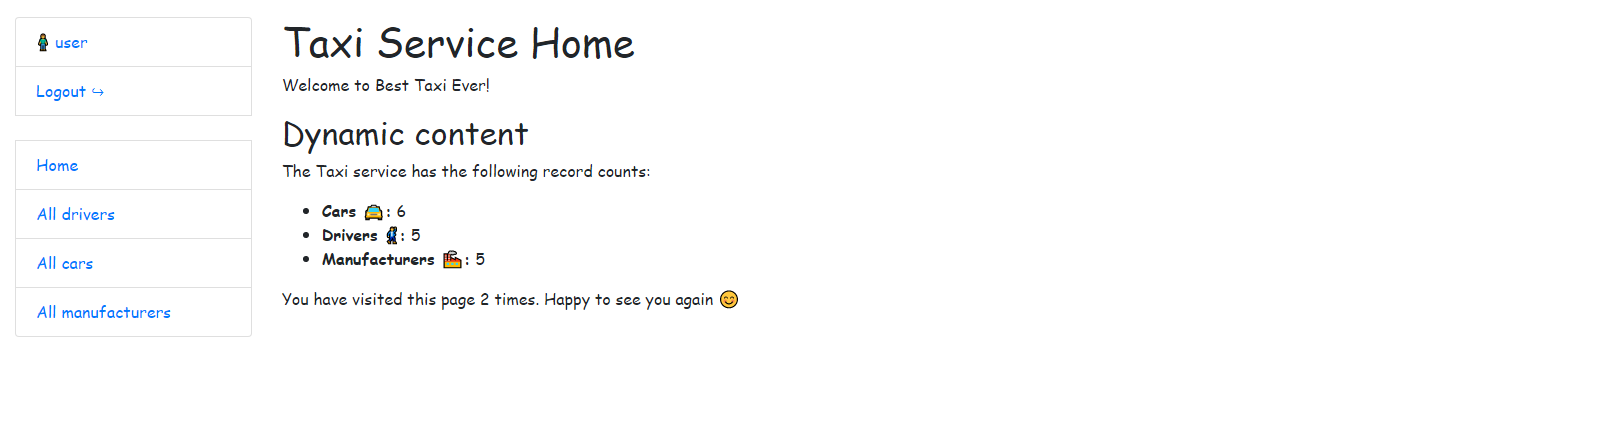 user
Logout ↪
Home
All drivers
All cars
All manufacturers
Taxi Service Home
Welcome to Best Taxi Ever!
Dynamic content
The Taxi service has the following record counts:
Cars 🚖: 6
Drivers 🕴: 5
Manufacturers 🏭: 5
You have visited this page 2 times. Happy to see you again 😊